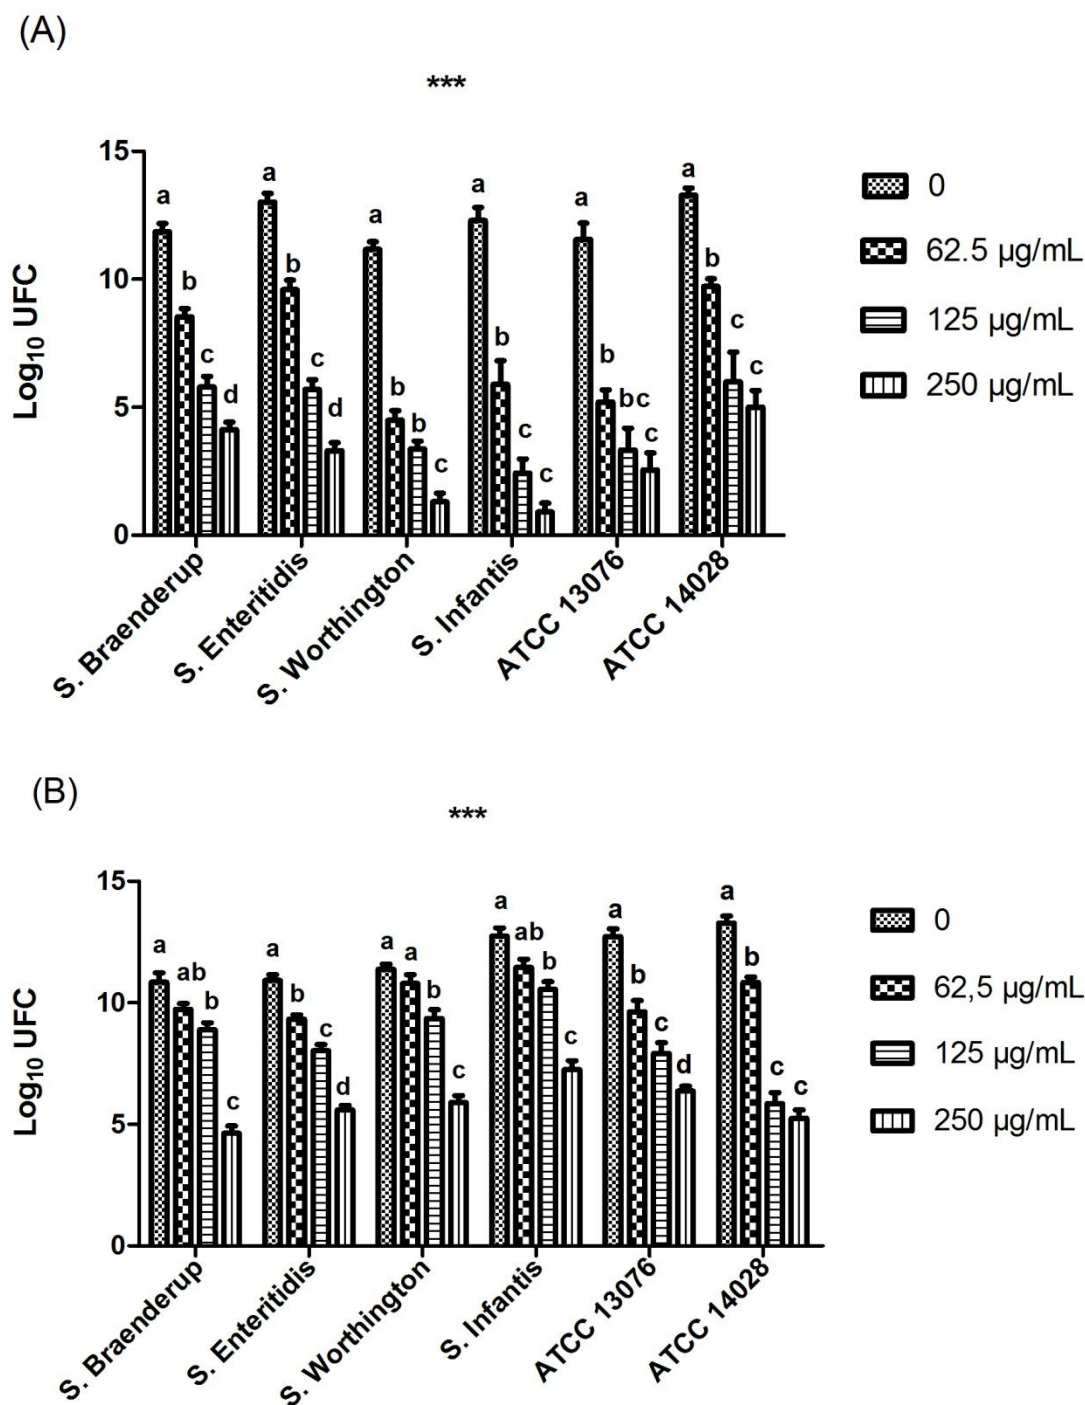 (A)
***
15
10
5
0
Log10 UFC
a b c d
a b c d
a b b c
a b c c
a b bc c
a b c c
S. Braenderup
S. Enteritidis
S. Worthington
S. Infantis
ATCC 13076
ATCC 14028
0
62.5 µg/mL
125 µg/mL
250 µg/mL
(B)
***
15
10
5
0
Log10 UFC
a ab b c
a b c d
a a b c
a ab b c
a b c d
a b c c
S. Braenderup
S. Enteritidis
S. Worthington
S. Infantis
ATCC 13076
ATCC 14028
0
62,5 µg/mL
125 µg/mL
250 µg/mL